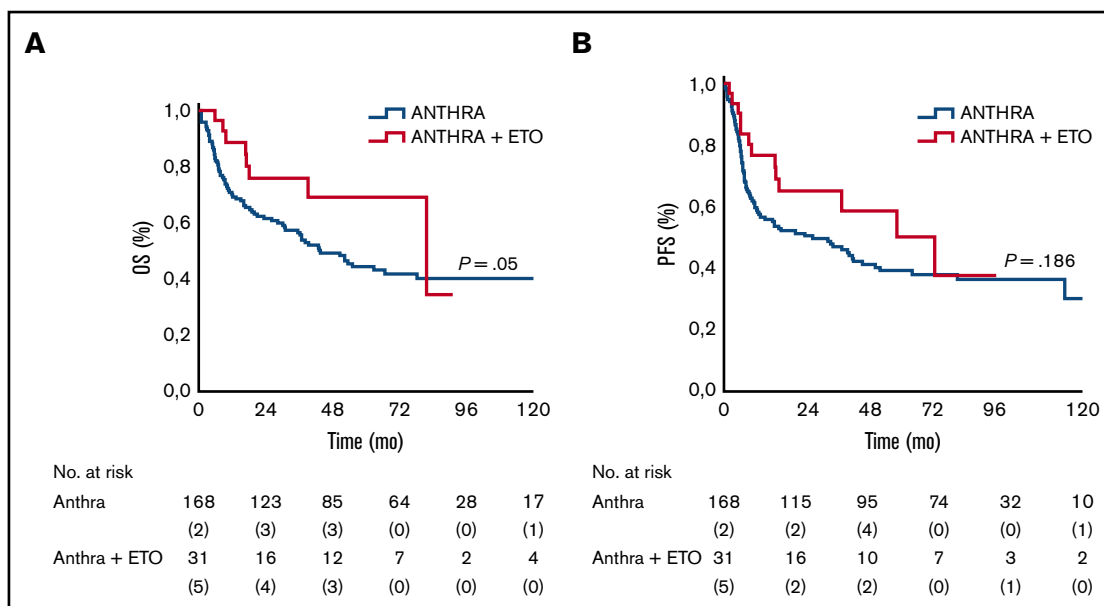 A
1,0
0,8
0,6
0,4
0,2
0,0
OS (%)
ANTHRA
ANTHRA + ETO
P = .05
0 24 48 72 96 120
Time (mo)
No. at risk
Anthra 168 123 85 64 28 17
(2) (3) (3) (0) (0) (1)
Anthra + ETO 31 16 12 7 2 4
(5) (4) (3) (0) (0) (0)
B
1,0
0,8
0,6
0,4
0,2
0,0
PFS (%)
ANTHRA
ANTHRA + ETO
P = .186
0 24 48 72 96 120
Time (mo)
No. at risk
Anthra 168 115 95 74 32 10
(2) (2) (4) (0) (0) (1)
Anthra + ETO 31 16 10 7 3 2
(5) (2) (2) (0) (1) (0)